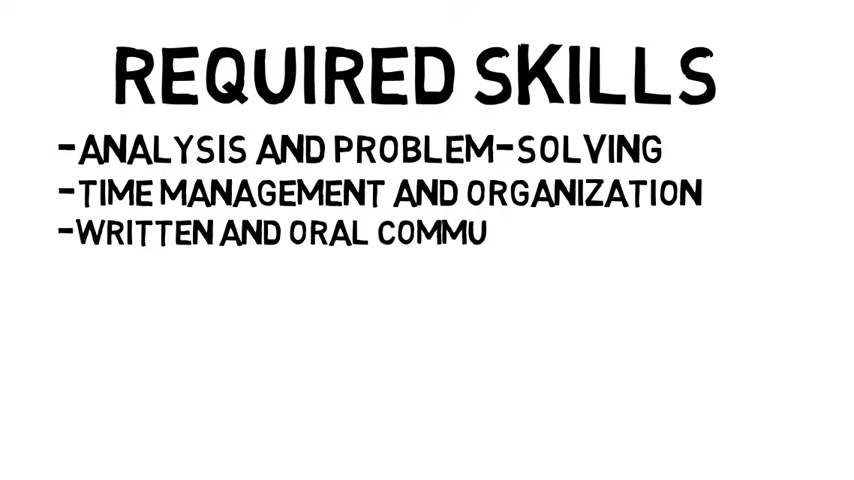 REQUIRED SKILLS
-ANALYSIS AND PROBLEM-SOLVING
-TIME MANAGEMENT AND ORGANIZATION
-WRITTEN AND ORAL COMMU